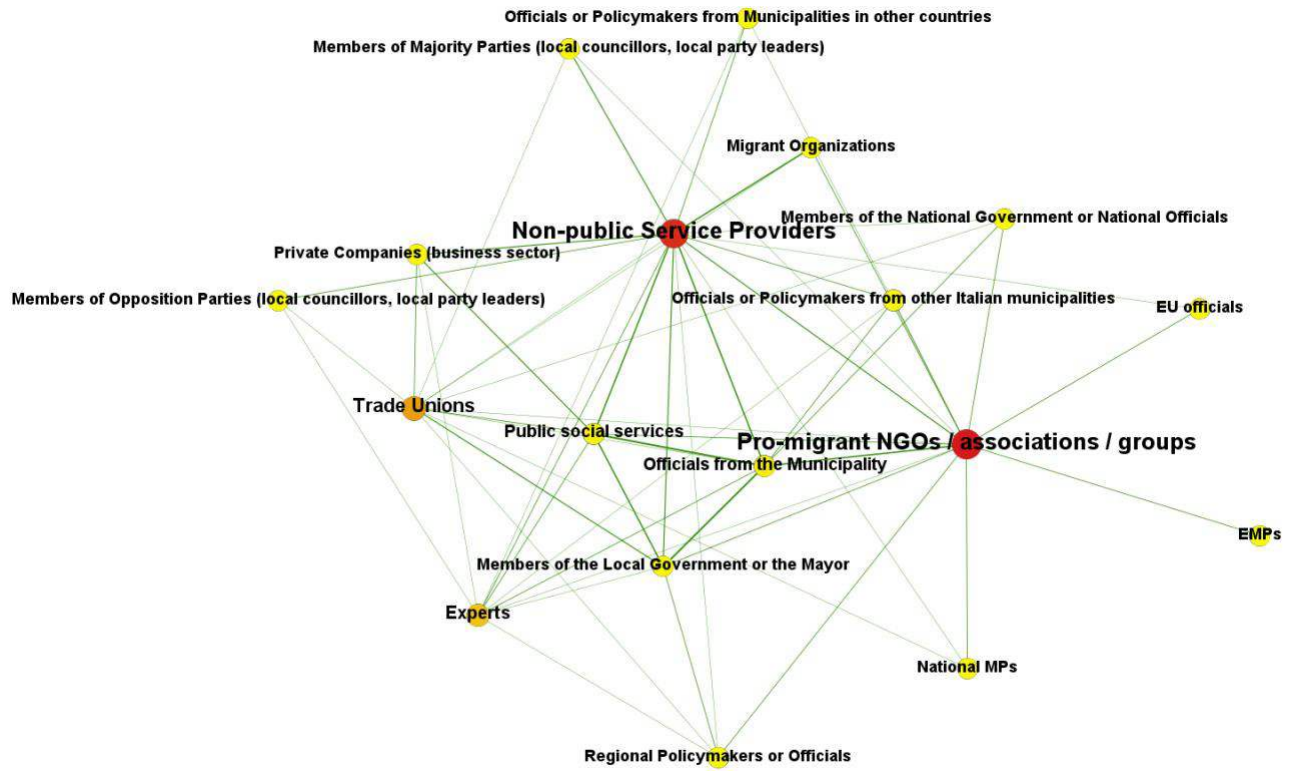 Officials or Policymakers from Municipalities in other countries
Members of Majority Parties (local councillors, local party leaders)
Migrant Organizations
Members of the National Government or National Officials
Non-public Service Providers
Private Companies (business sector)
Members of Opposition Parties (local councillors, local party leaders)
Officials or Policymakers from other Italian municipalities
EU officials
Trade Unions
Public social services
Pro-migrant NGOs / associations / groups
Officials from the Municipality
EMPs
Members of the Local Government or the Mayor
Experts
National MPs
Regional Policymakers or Officials